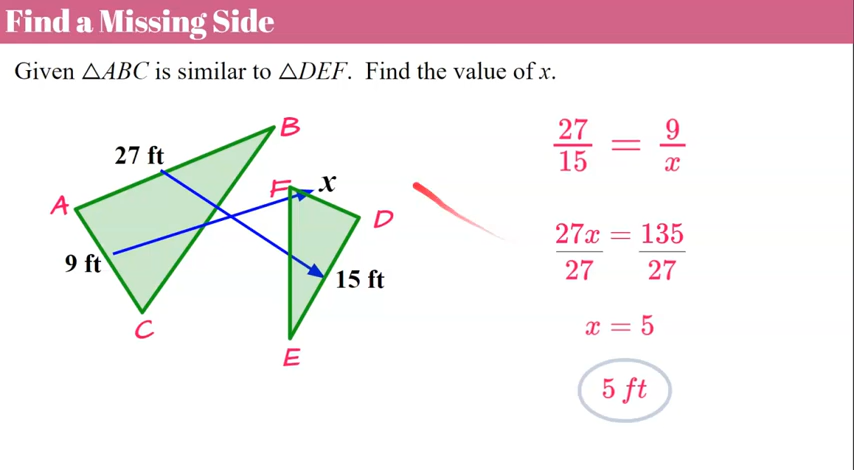 Find a Missing Side
Given △ABC is similar to △DEF. Find the value of x.
B
27 ft
A
9 ft
C
F
x
D
15 ft
E
27/15 = 9/x
27x/27 = 135/27
x = 5
5 ft